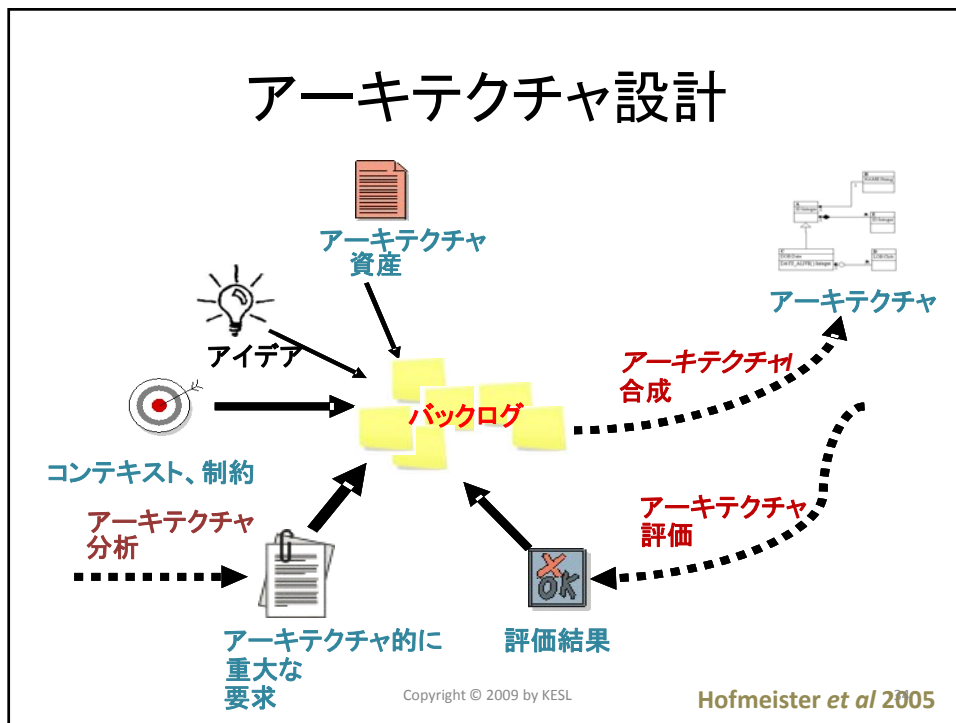 アーキテクチャ設計
アーキテクチャ
資産
アイデア
アーキテクチャ
バックログ
アーキテクチャ
合成
コンテキスト、制約
アーキテクチャ
分析
アーキテクチャ
評価
アーキテクチャ的に
重大な
要求
評価結果
OK
Copyright © 2009 by KESL
Hofmeister et al 2005